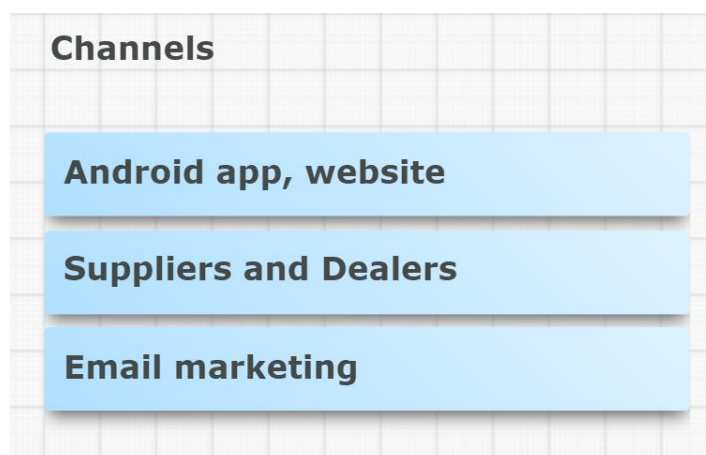 Channels
Android app, website
Suppliers and Dealers
Email marketing